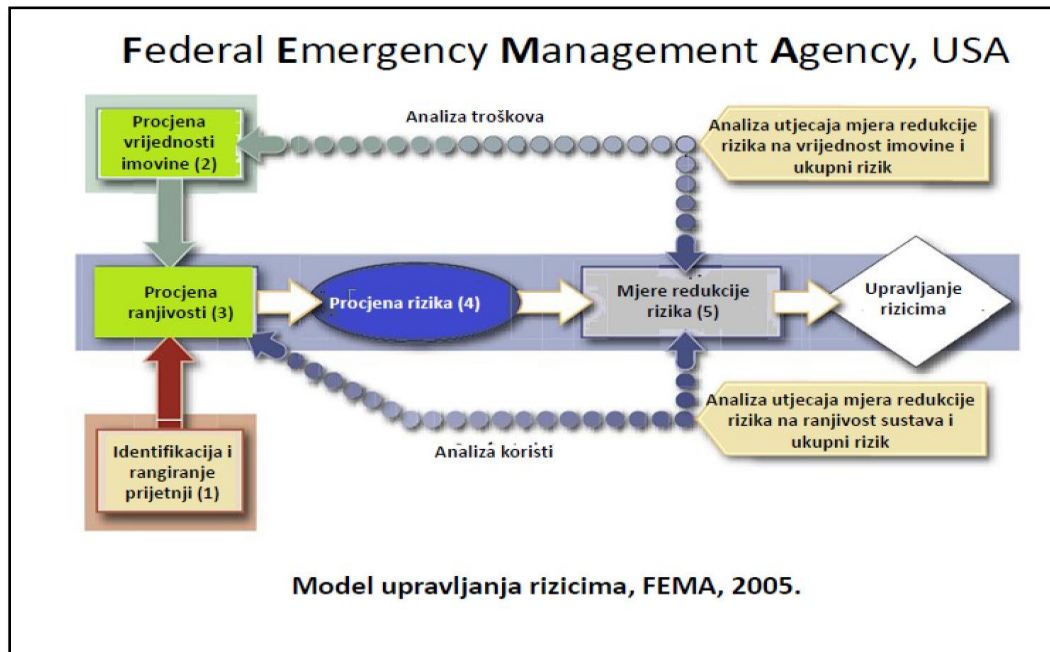 Federal Emergency Management Agency, USA
Procjena
vrijednosti
imovine (2)
Analiza troškova
Analiza utjecaja mjera redukcije
rizika na vrijednost imovine i
ukupni rizik
Procjena
ranjivosti (3)
Procjena rizika (4)
Mjere redukcije
rizika (5)
Upravljanje
rizicima
Identifikacija i
rangiranje
prijetnji (1)
Analiza koristi
Analiza utjecaja mjera redukcije
rizika na ranjivost sustava i
ukupni rizik
Model upravljanja rizicima, FEMA, 2005.